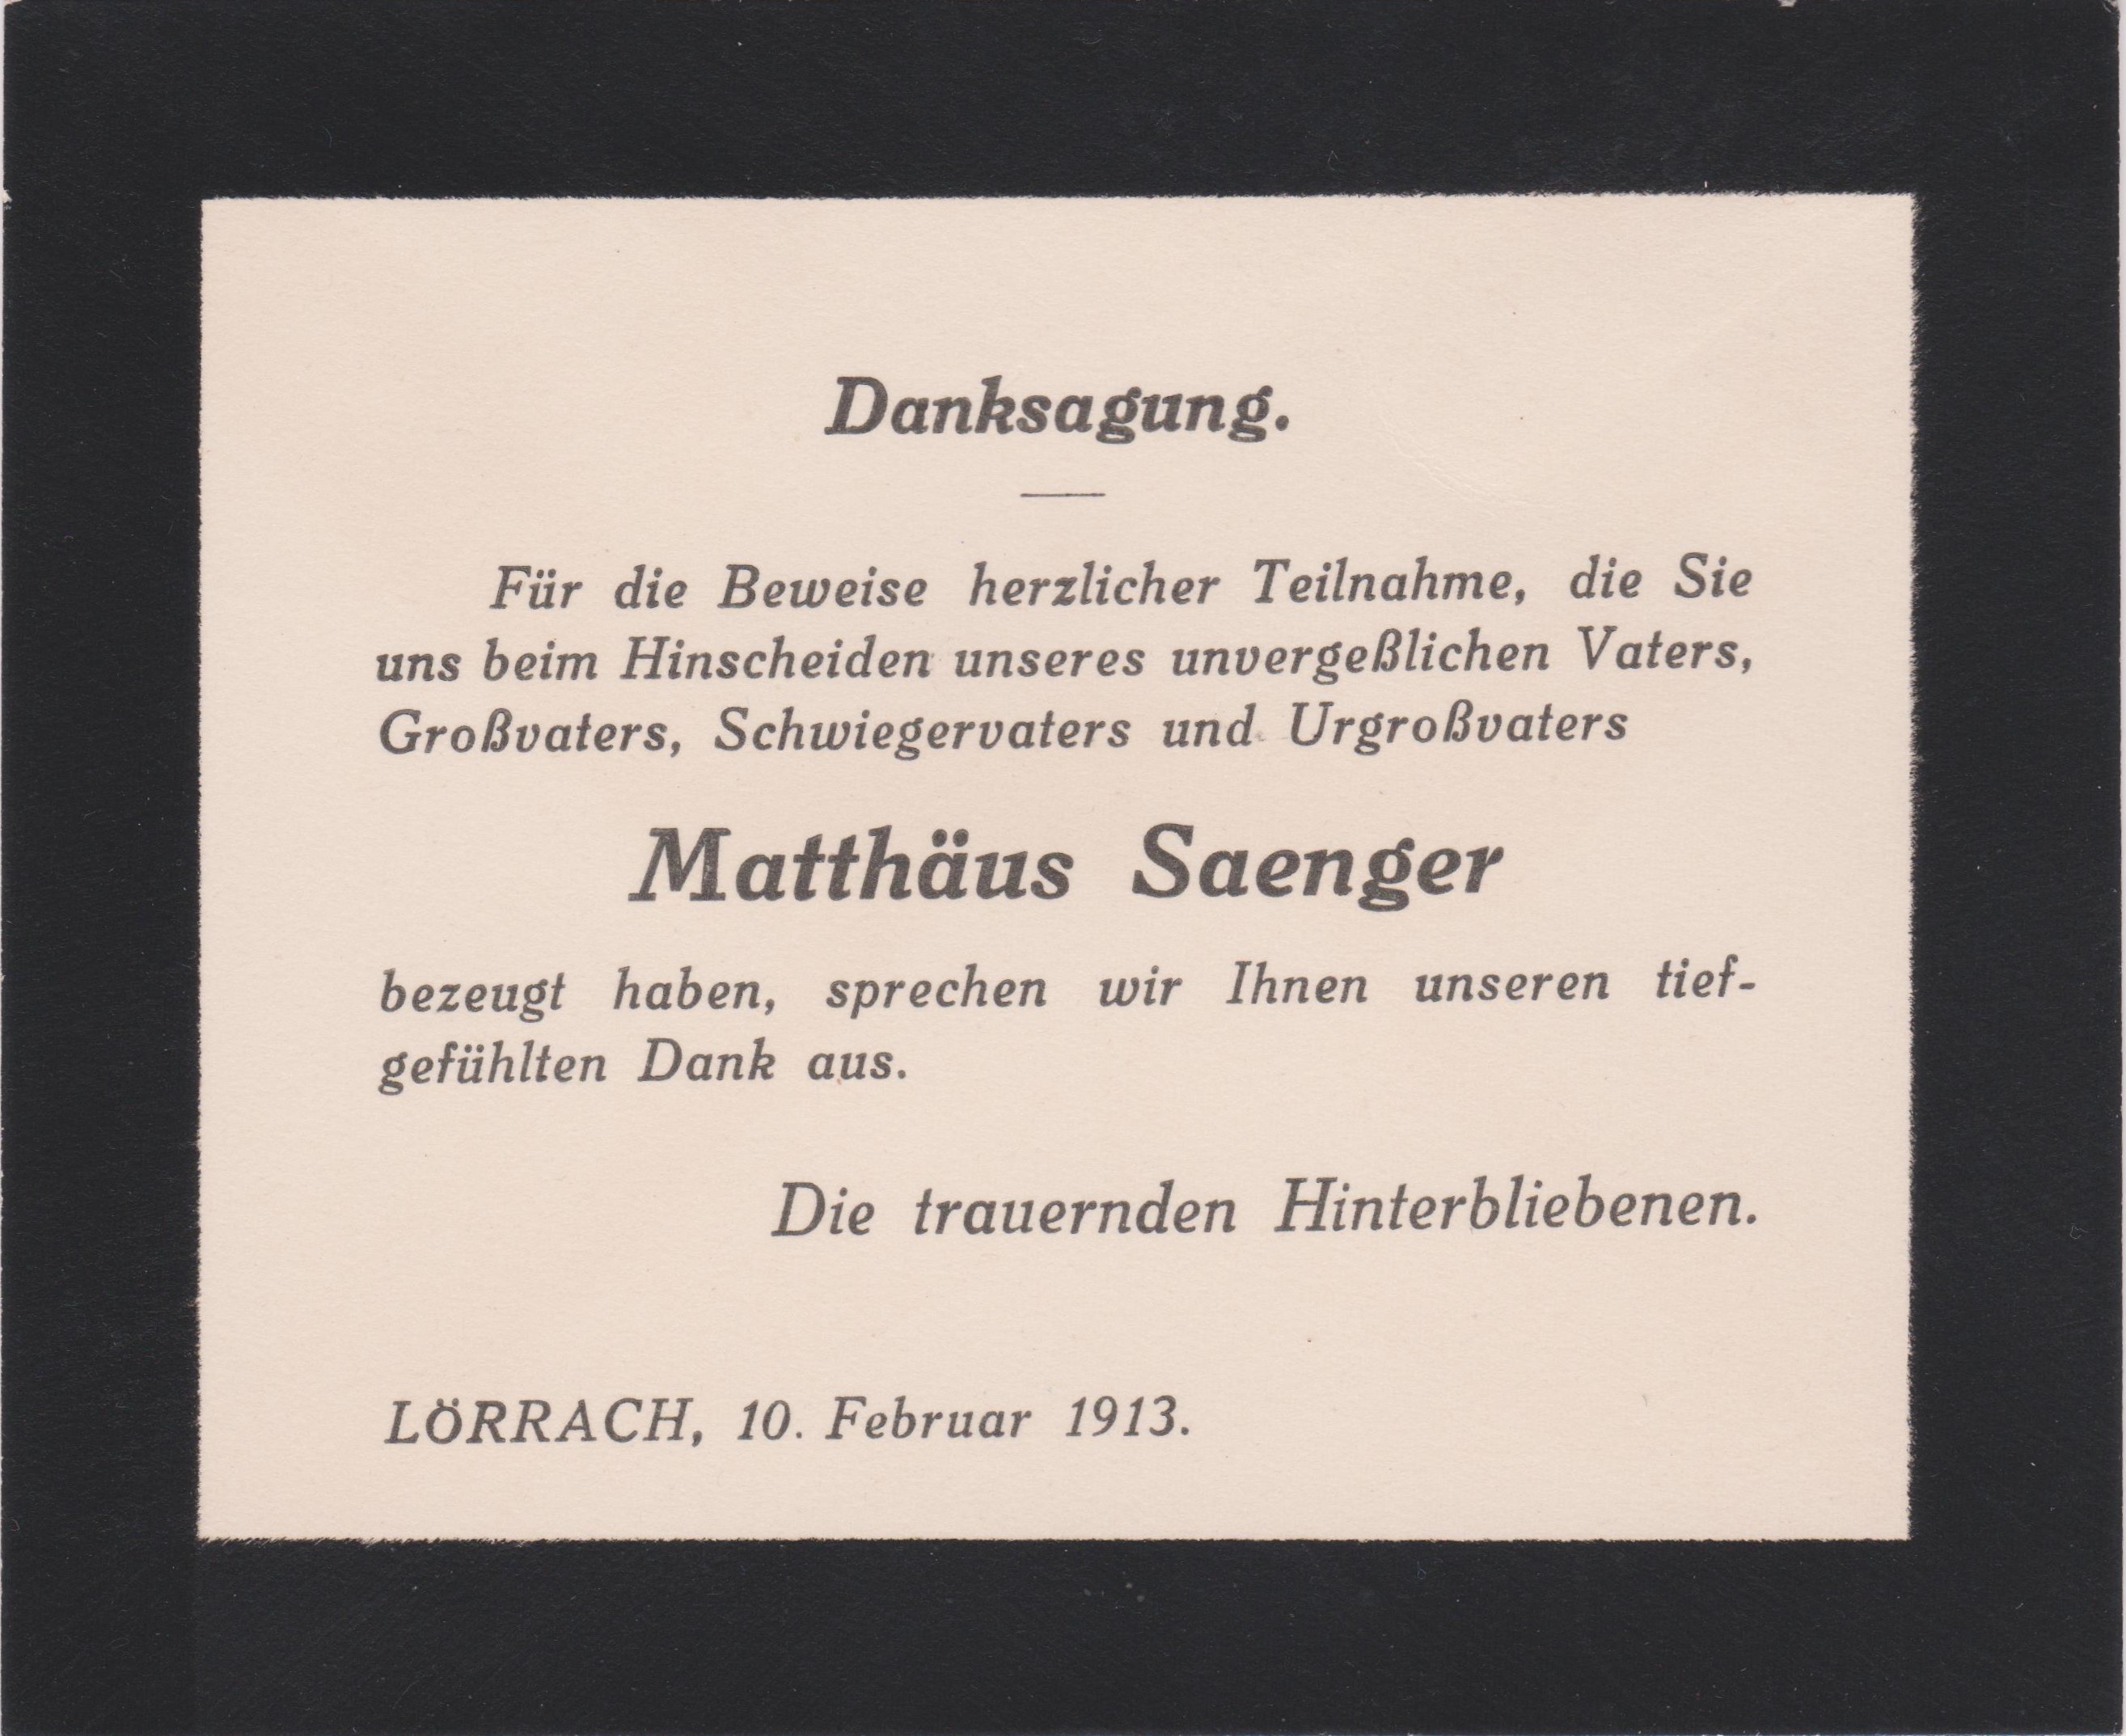 Danksagung.
Für die Beweise herzlicher Teilnahme, die Sie
uns beim Hinscheiden unseres unvergeßlichen Vaters,
Großvaters, Schwiegervaters und Urgroßvaters
Matthäus Saenger
bezeugt haben, sprechen wir Ihnen unseren tief-
gefühlten Dank aus.
Die trauernden Hinterbliebenen.
LÖRRACH, 10. Februar 1913.